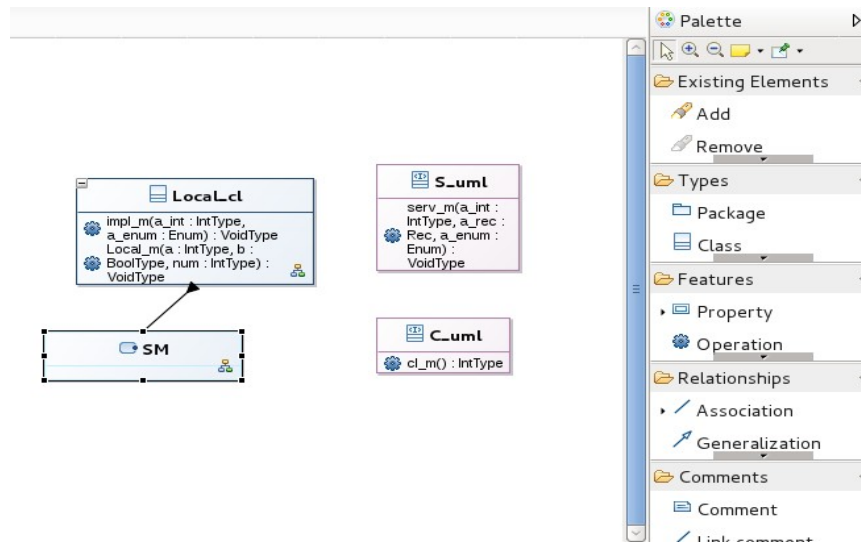 Local_cl
impl_m(a_int : IntType,
a_enum : Enum) : VoidType
Local_m(a : IntType, b :
BoolType, num : IntType) :
VoidType
SM
S_uml
serv_m(a_int :
IntType, a_rec :
Rec, a_enum :
Enum) :
VoidType
C_uml
cl_m() : IntType
Palette
Existing Elements
Add
Remove
Types
Package
Class
Features
Property
Operation
Relationships
Association
Generalization
Comments
Comment
Link comment